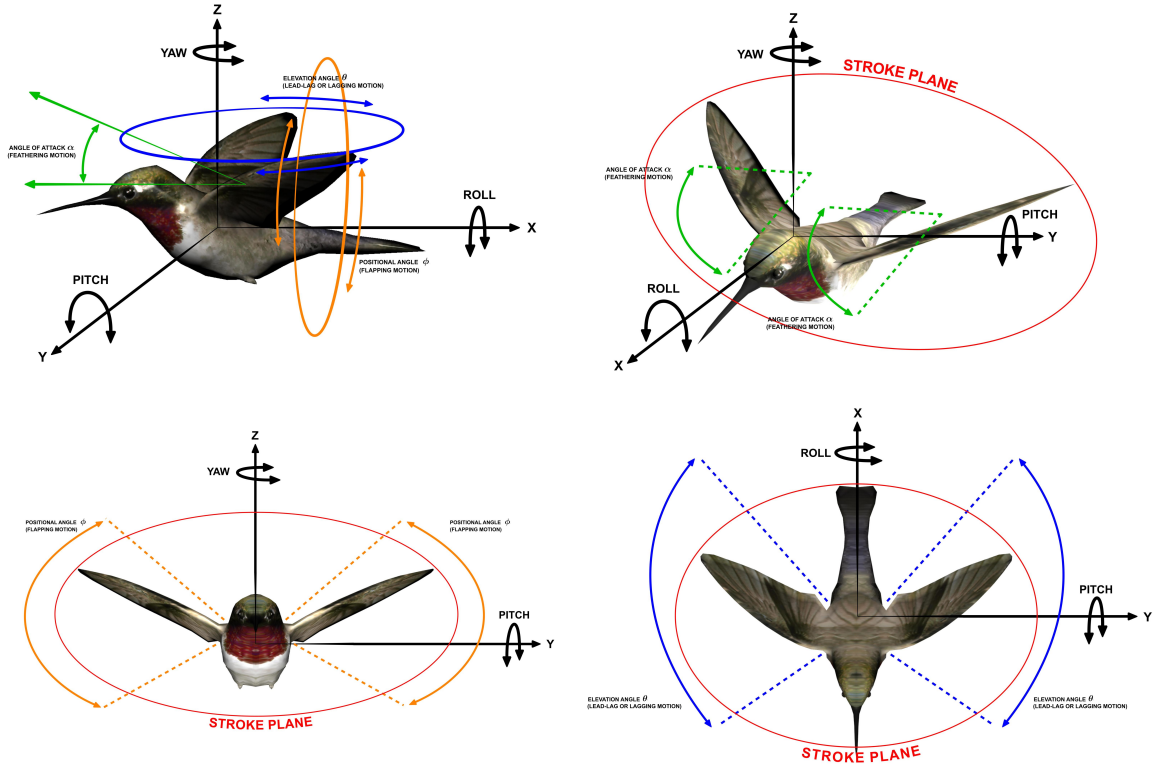 Z
YAW
ELEVATION ANGLE θ
(LEAD-LAG OR LAGGING MOTION)
ANGLE OF ATTACK α
(FEATHERING MOTION)
ROLL
X
POSITIONAL ANGLE ϕ
(FLAPPING MOTION)
PITCH
Y
Z
YAW
STROKE PLANE
ANGLE OF ATTACK α
(FEATHERING MOTION)
PITCH
Y
ROLL
ANGLE OF ATTACK α
(FEATHERING MOTION)
X
Z
YAW
POSITIONAL ANGLE ϕ
(FLAPPING MOTION)
POSITIONAL ANGLE ϕ
(FLAPPING MOTION)
PITCH
Y
STROKE PLANE
X
ROLL
PITCH
Y
ELEVATION ANGLE θ
(LEAD-LAG OR LAGGING MOTION)
ELEVATION ANGLE θ
(LEAD-LAG OR LAGGING MOTION)
STROKE PLANE